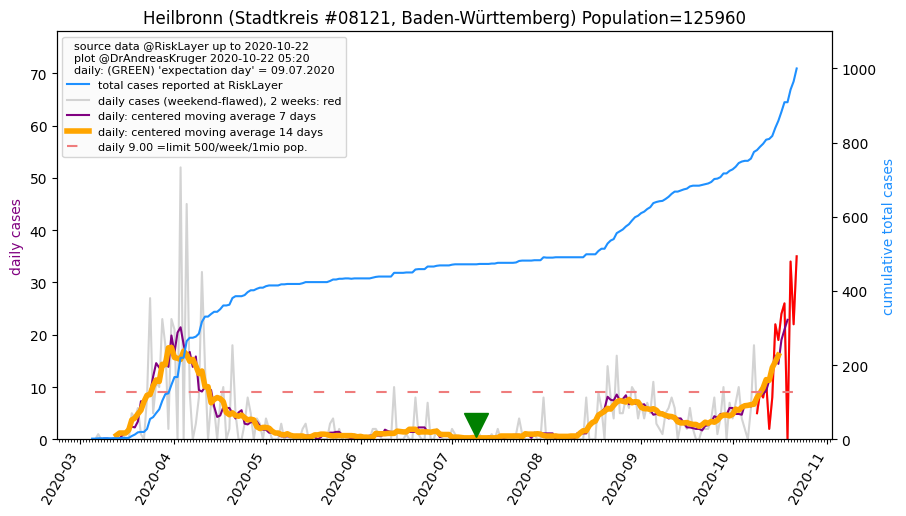 Heilbronn (Stadtkreis #08121, Baden-Württemberg) Population=125960
source data @RiskLayer up to 2020-10-22
plot @DrAndreasKruger 2020-10-22 05:20
daily: (GREEN) 'expectation day' = 09.07.2020
total cases reported at RiskLayer
daily cases (weekend-flawed), 2 weeks: red
daily: centered moving average 7 days
daily: centered moving average 14 days
daily 9.00 =limit 500/week/1mio pop.
daily cases
70
60
50
40
30
20
10
0
cumulative total cases
1000
800
600
400
200
0
2020-03
2020-04
2020-05
2020-06
2020-07
2020-08
2020-09
2020-10
2020-11